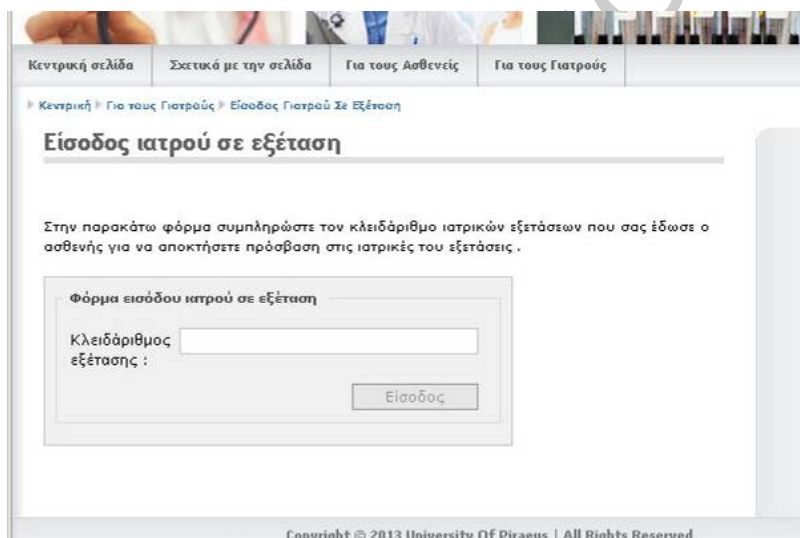 Κεντρική σελίδα Σχετικά με την σελίδα Για τους Ασθενείς Για τους Γιατρούς
Κεντρική Για τους Γιατρούς Είσοδος Γιατρού Σε Εξέταση
Είσοδος ιατρού σε εξέταση
Στην παρακάτω φόρμα συμπληρώστε τον κλειδάριθμο ιατρικών εξετάσεων που σας έδωσε ο
ασθενής για να αποκτήσετε πρόσβαση στις ιατρικές του εξετάσεις .
Φόρμα εισόδου ιατρού σε εξέταση
Κλειδάριθμος
εξέτασης :
Είσοδος
Copyright © 2013 University Of Piraeus | All Rights Reserved